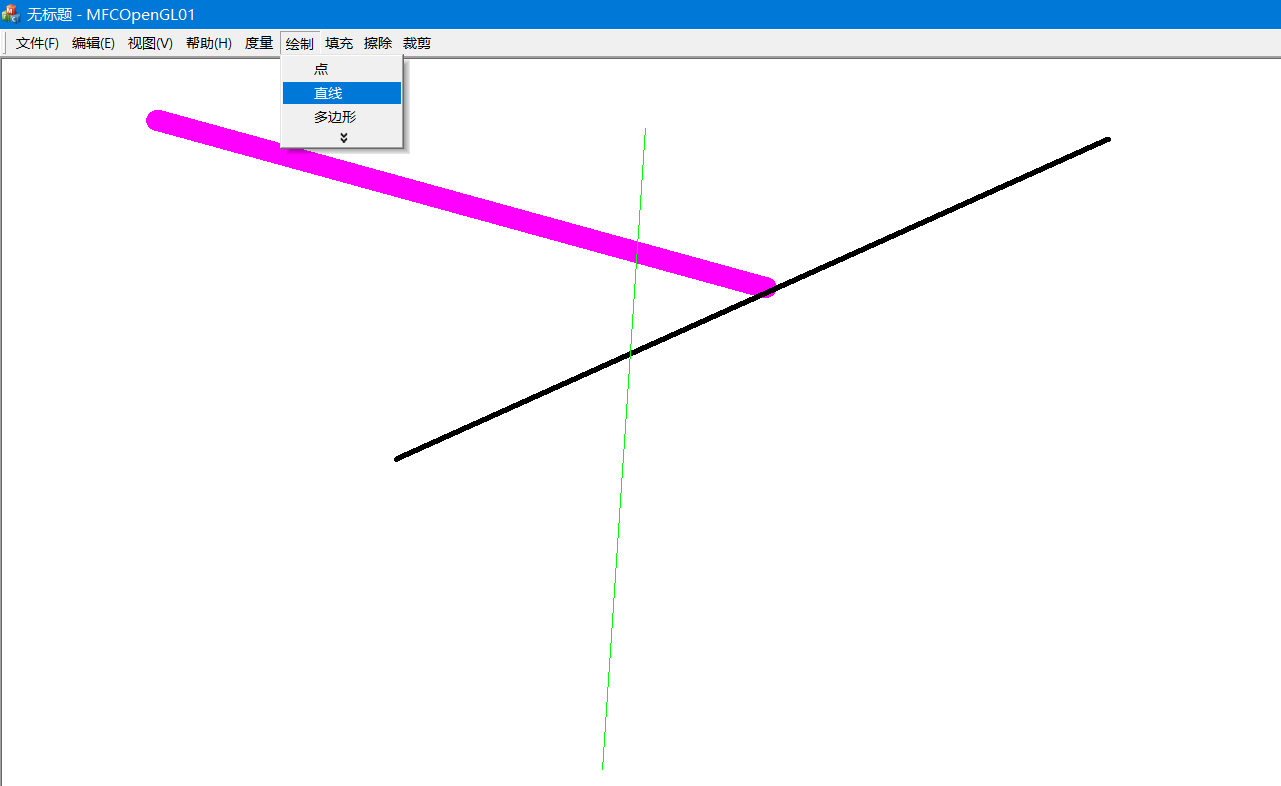 无标题 - MFCOpenGL01
文件(F) 编辑(E) 视图(V) 帮助(H) 度量 绘制 填充 擦除 裁剪
点
直线
多边形